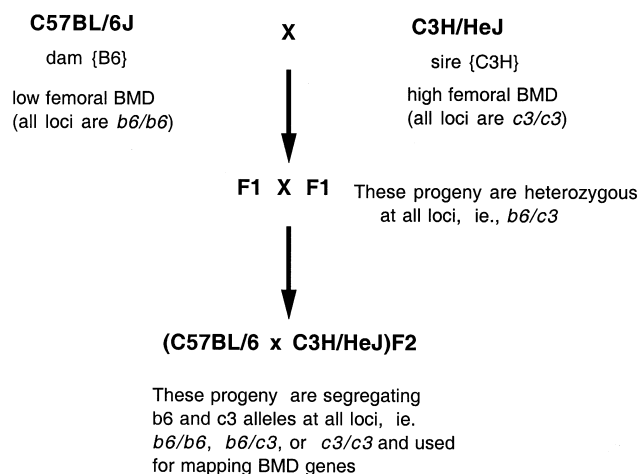 C57BL/6J X C3H/HeJ
dam {B6} sire {C3H}
low femoral BMD
(all loci are b6/b6)
high femoral BMD
(all loci are c3/c3)
F1 X F1
These progeny are heterozygous
at all loci, ie., b6/c3
(C57BL/6 x C3H/HeJ)F2
These progeny are segregating
b6 and c3 alleles at all loci, ie.
b6/b6, b6/c3, or c3/c3 and used
for mapping BMD genes